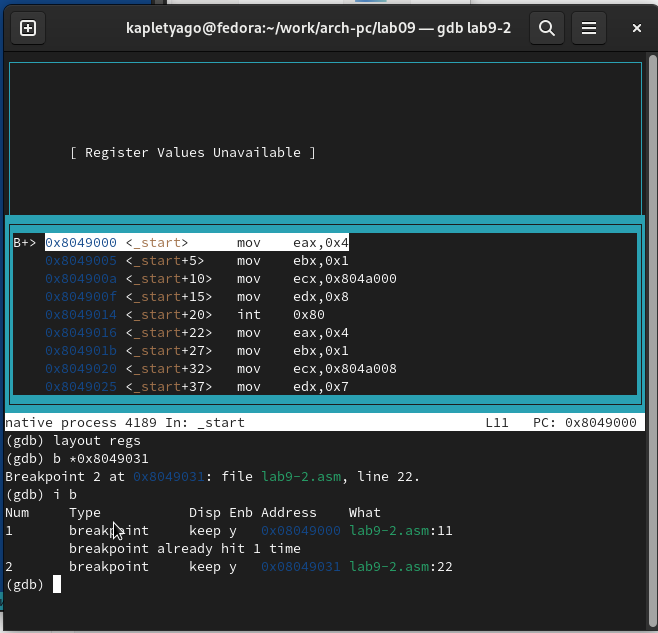 kapletyago@fedora:~/work/arch-pc/lab09 — gdb lab9-2
[ Register Values Unavailable ]
B+> 0x8049000 <_start>      mov    eax,0x4
0x8049005 <_start+5>    mov    ebx,0x1
0x804900a <_start+10>   mov    ecx,0x804a000
0x804900f <_start+15>   mov    edx,0x8
0x8049014 <_start+20>   int    0x80
0x8049016 <_start+22>   mov    eax,0x4
0x804901b <_start+27>   mov    ebx,0x1
0x8049020 <_start+32>   mov    ecx,0x804a008
0x8049025 <_start+37>   mov    edx,0x7
native process 4189 In: _start                              L11   PC: 0x8049000
(gdb) layout regs
(gdb) b *0x8049031
Breakpoint 2 at 0x8049031: file lab9-2.asm, line 22.
(gdb) i b
Num     Type           Disp Enb Address    What
1       breakpoint     keep y   0x08049000 lab9-2.asm:11
        breakpoint already hit 1 time
2       breakpoint     keep y   0x08049031 lab9-2.asm:22
(gdb)